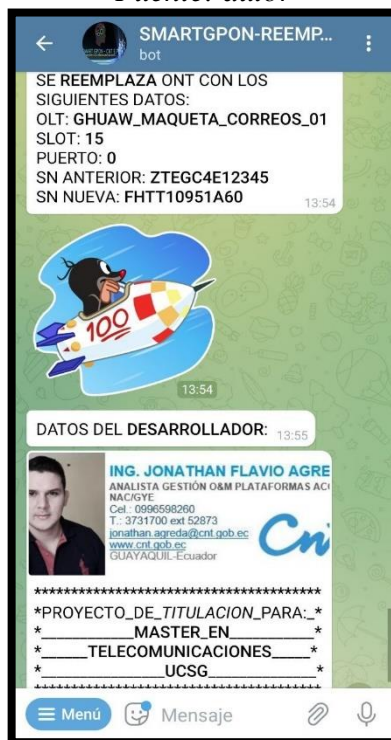 SMARTGPON-REEMP...
bot
SE REEMPLAZA ONT CON LOS
SIGUIENTES DATOS:
OLT: GHUAW_MAQUETA_CORREOS_01
SLOT: 15
PUERTO: 0
SN ANTERIOR: ZTEGC4E12345
SN NUEVA: FHTT10951A60
13:54
100
13:54
DATOS DEL DESARROLLADOR:
13:55
ING. JONATHAN FLAVIO AGRE
ANALISTA GESTIÓN O&M PLATAFORMAS AC
NAC/GYE
Cel.: 0996598260
T.: 3731700 ext 52873
jonathan.agreda@cnt.gob.ec
www.cnt.gob.ec
GUAYAQUIL-Ecuador
*************************************
*PROYECTO_DE_TITULACION_PARA:_*
*__________MASTER_EN_________*
*_____TELECOMUNICACIONES_____*
*_____________UCSG_____________*
Menú
Mensaje